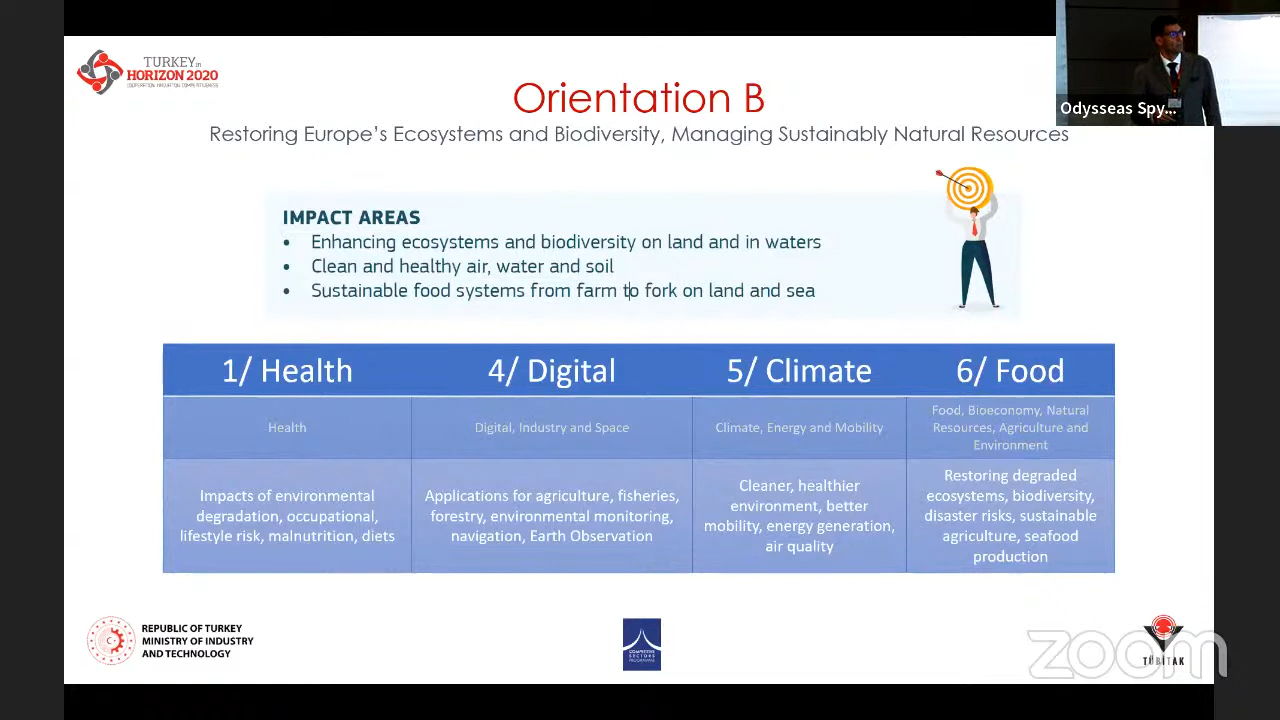 TURKEY in
HORIZON 2020
COOPERATION INNOVATION COMPETITIVENESS
Odysseas Spy...
Orientation B
Restoring Europe's Ecosystems and Biodiversity, Managing Sustainably Natural Resources
IMPACT AREAS
• Enhancing ecosystems and biodiversity on land and in waters
• Clean and healthy air, water and soil
• Sustainable food systems from farm to fork on land and sea
1/ Health
4/ Digital
5/ Climate
6/ Food
Health
Digital, Industry and Space
Climate, Energy and Mobility
Food, Bioeconomy, Natural
Resources, Agriculture and
Environment
Impacts of environmental
degradation, occupational,
lifestyle risk, malnutrition, diets
Applications for agriculture, fisheries,
forestry, environmental monitoring,
navigation, Earth Observation
Cleaner, healthier
environment, better
mobility, energy generation,
air quality
Restoring degraded
ecosystems, biodiversity,
disaster risks, sustainable
agriculture, seafood
production
REPUBLIC OF TURKEY
MINISTRY OF INDUSTRY
AND TECHNOLOGY
COMPETITIVE
SECTORS
PROGRAMME
zoom
TÜBİTAK